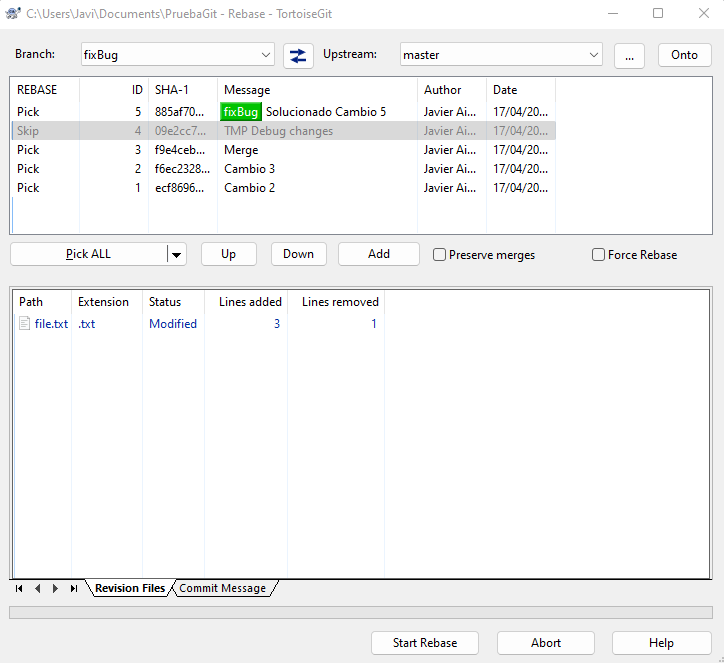 C:\Users\Javi\Documents\PruebaGit - Rebase - TortoiseGit
Branch: fixBug Upstream: master ... Onto
REBASE ID SHA-1 Message Author Date
Pick 5 885af70... fixBug Solucionado Cambio 5 Javier Ai... 17/04/20...
Skip 4 09e2cc7... TMP Debug changes Javier Ai... 17/04/20...
Pick 3 f9e4ceb... Merge Javier Ai... 17/04/20...
Pick 2 f6ec2328... Cambio 3 Javier Ai... 17/04/20...
Pick 1 ecf8696... Cambio 2 Javier Ai... 17/04/20...
Pick ALL Up Down Add Preserve merges Force Rebase
Path Extension Status Lines added Lines removed
file.txt .txt Modified 3 1
Revision Files Commit Message
Start Rebase Abort Help